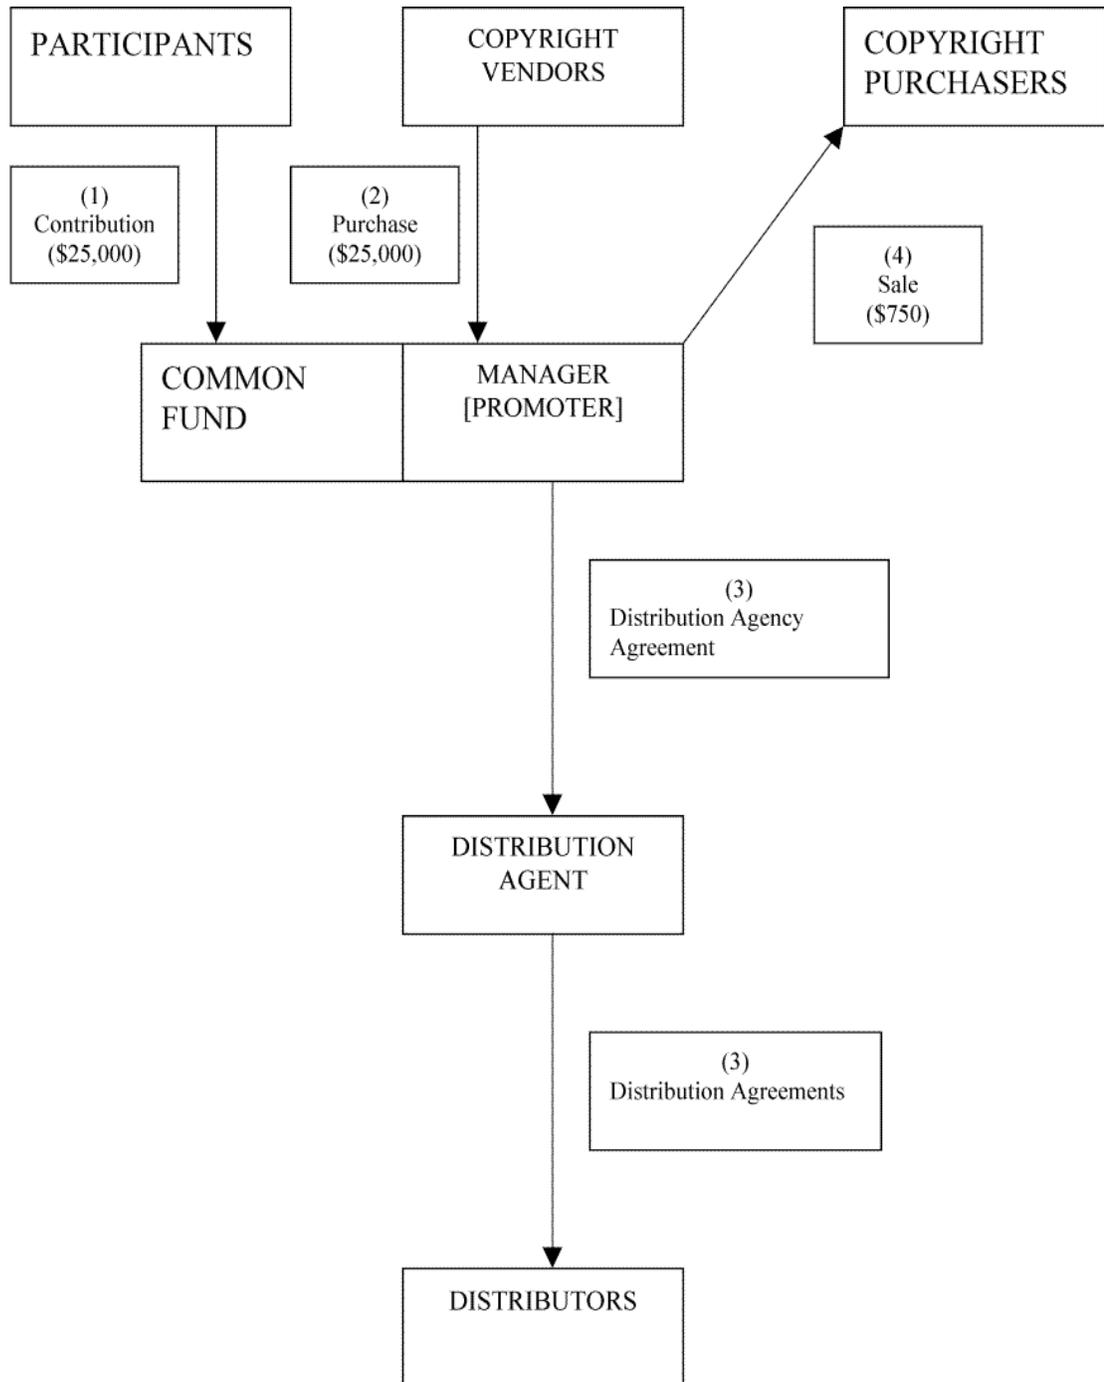 PARTICIPANTS
COPYRIGHT
VENDORS
COPYRIGHT
PURCHASERS
(1)
Contribution
($25,000)
(2)
Purchase
($25,000)
(4)
Sale
($750)
COMMON
FUND
MANAGER
[PROMOTER]
(3)
Distribution Agency
Agreement
DISTRIBUTION
AGENT
(3)
Distribution Agreements
DISTRIBUTORS